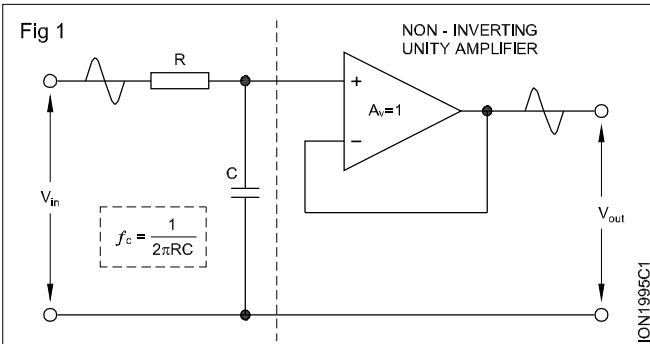 Fig 1
NON - INVERTING
UNITY AMPLIFIER
R
+
Av=1
−
C
Vin
fc = 1
2πRC
Vout
ION1995C1